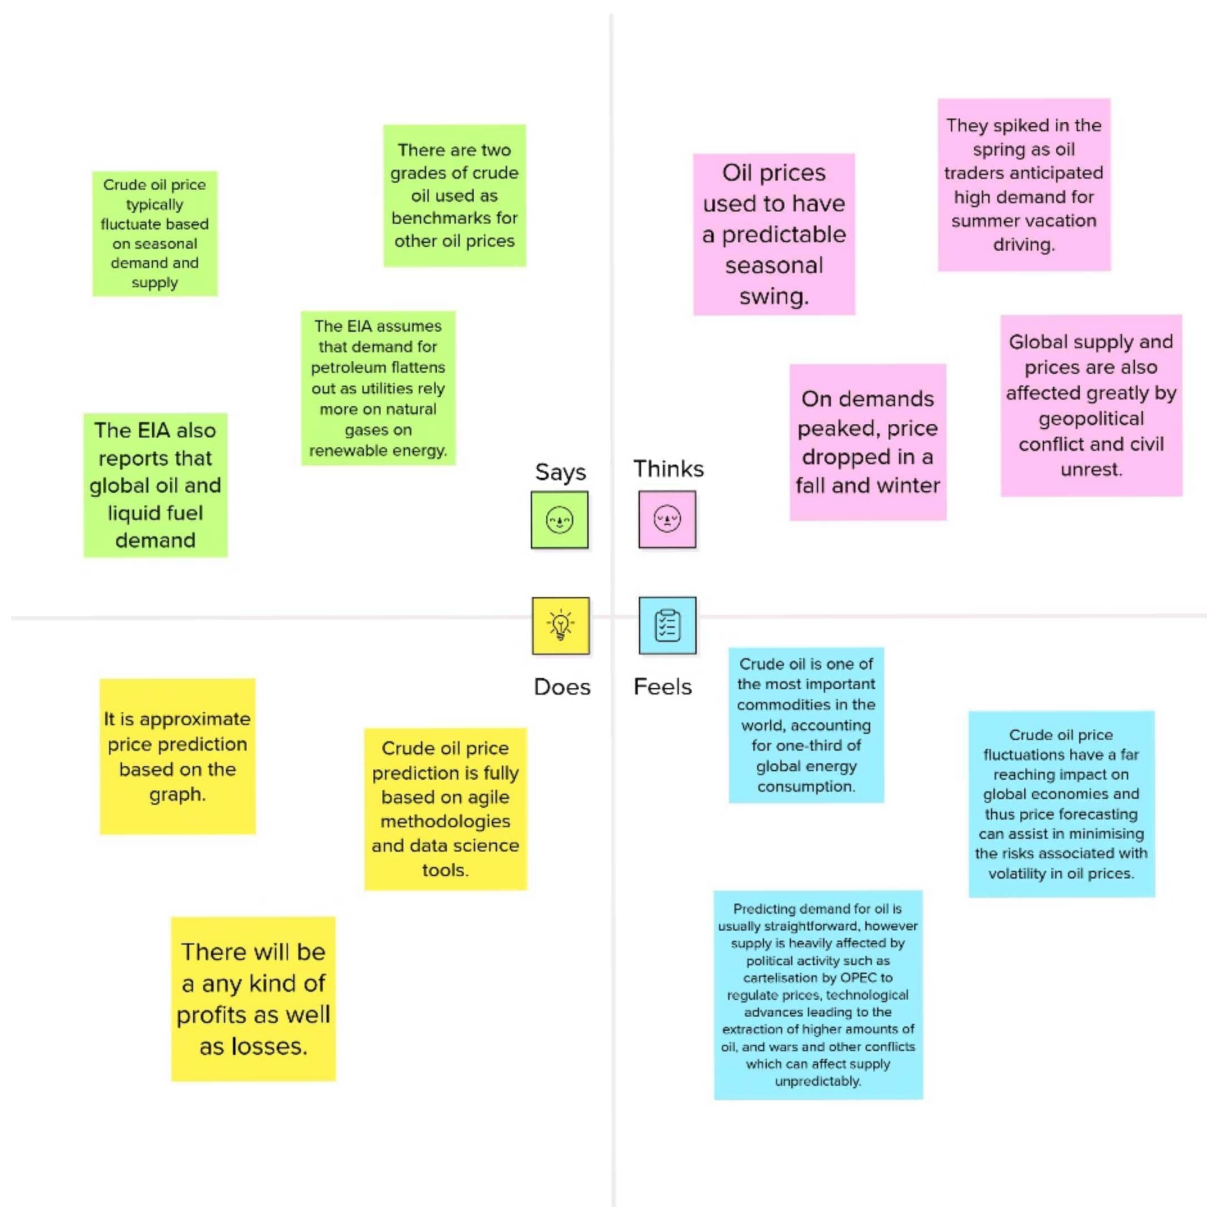 Crude oil price
typically
fluctuate based
on seasonal
demand and
supply
There are two
grades of crude
oil used as
benchmarks for
other oil prices
The EIA assumes
that demand for
petroleum flattens
out as utilities rely
more on natural
gases on
renewable energy.
The EIA also
reports that
global oil and
liquid fuel
demand
Says
Oil prices
used to have
a predictable
seasonal
swing.
They spiked in the
spring as oil
traders anticipated
high demand for
summer vacation
driving.
On demands
peaked, price
dropped in a
fall and winter
Global supply and
prices are also
affected greatly by
geopolitical
conflict and civil
unrest.
Thinks
Does
It is approximate
price prediction
based on the
graph.
Crude oil price
prediction is fully
based on agile
methodologies
and data science
tools.
There will be
a any kind of
profits as well
as losses.
Feels
Crude oil is one of
the most important
commodities in the
world, accounting
for one-third of
global energy
consumption.
Crude oil price
fluctuations have a far
reaching impact on
global economies and
thus price forecasting
can assist in minimising
the risks associated with
volatility in oil prices.
Predicting demand for oil is
usually straightforward, however
supply is heavily affected by
political activity such as
cartelisation by OPEC to
regulate prices, technological
advances leading to the
extraction of higher amounts of
oil, and wars and other conflicts
which can affect supply
unpredictably.